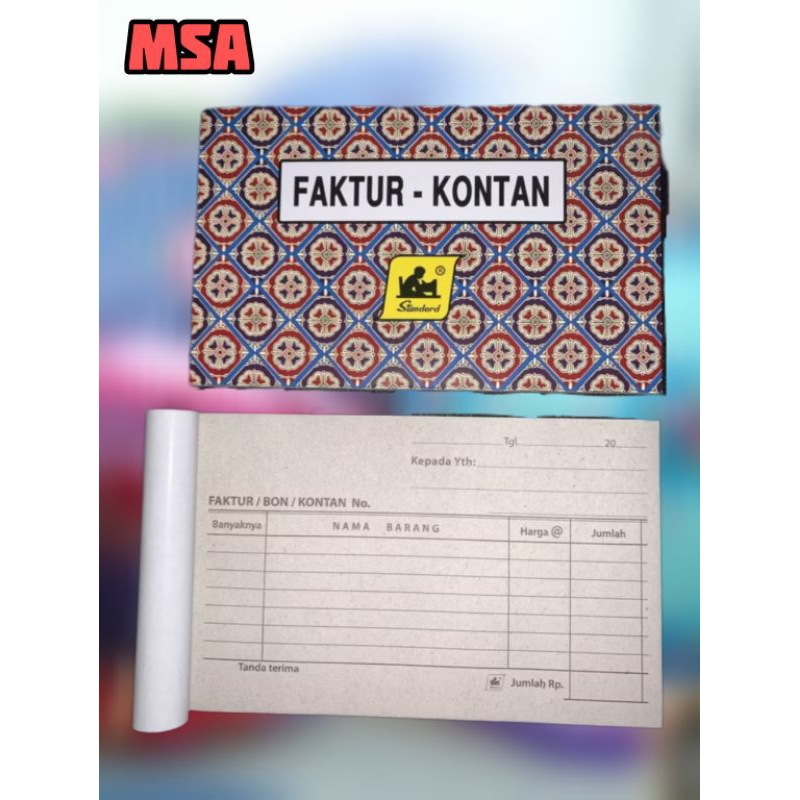 MSA
FAKTUR - KONTAN
®
Standard
Tgl. 20
Kepada Yth:
FAKTUR / BON / KONTAN No.
Banyaknya NAMA BARANG Harga @ Jumlah
Tanda terima
Jumlah Rp.